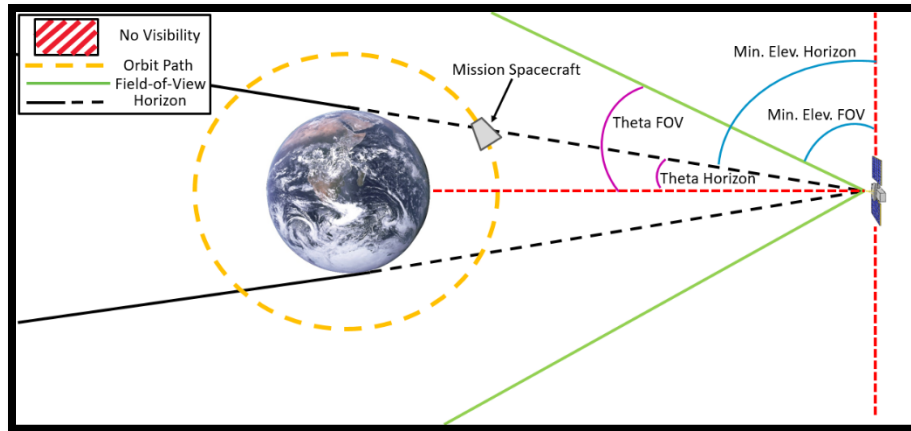 No Visibility
Orbit Path
Field-of-View
Horizon
Mission Spacecraft
Min. Elev. Horizon
Min. Elev. FOV
Theta FOV
Theta Horizon